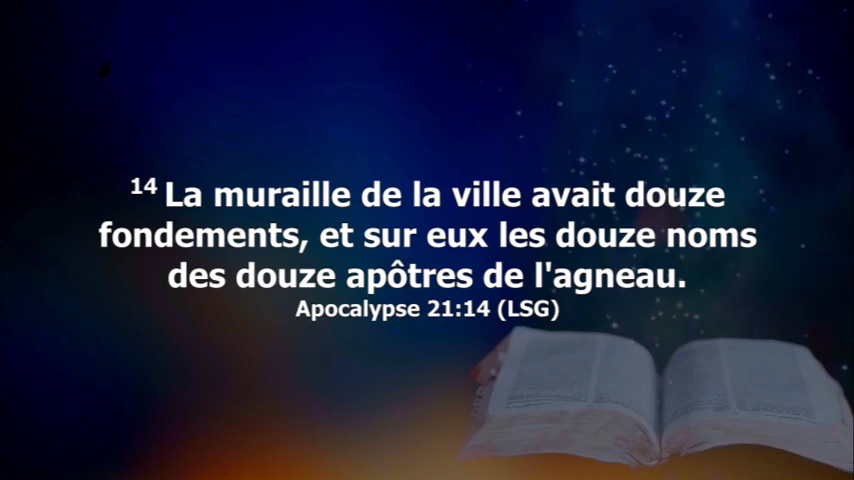 14 La muraille de la ville avait douze
fondements, et sur eux les douze noms
des douze apôtres de l'agneau.
Apocalypse 21:14 (LSG)